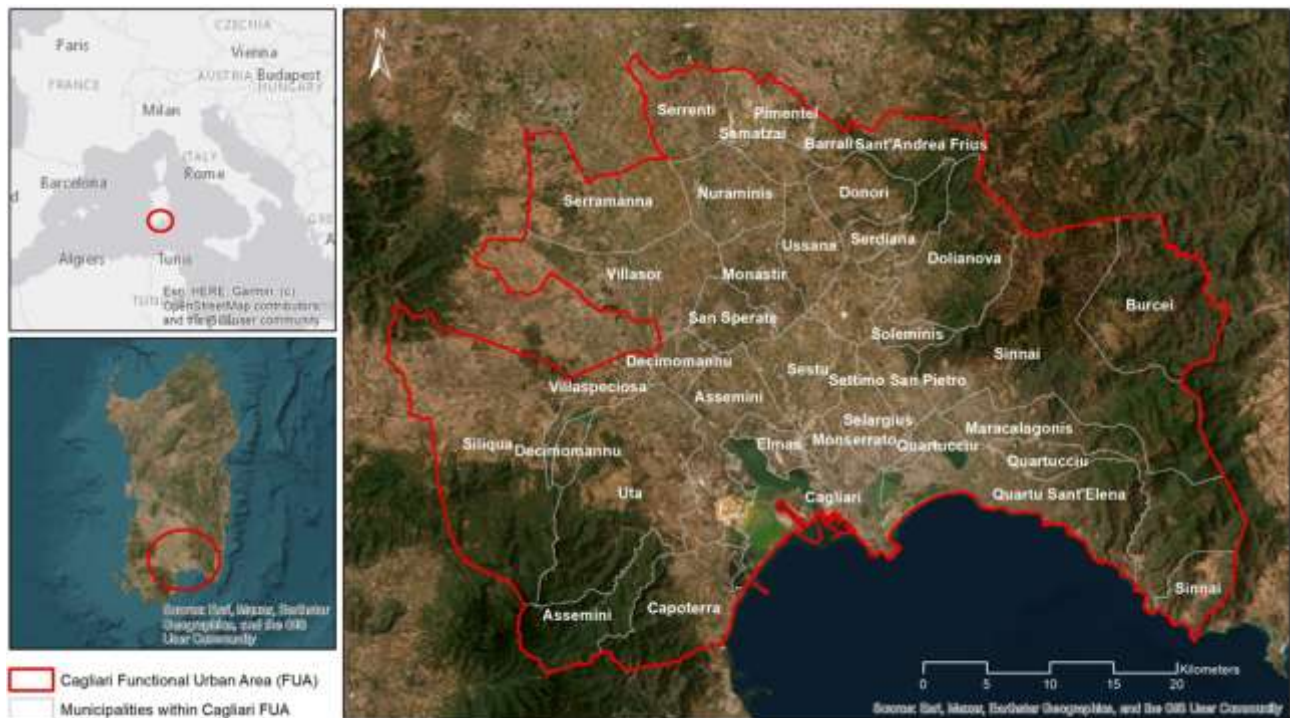 CZECHIA
Paris
Vienna
AUSTRIA Budapest
HUNGARY
FRANCE
Milan
ITALY
Rome
Barcelona
d
GRE
A
Algiers
Tunis
TUN
Esri, HERE, Garmin, (c)
OpenStreetMap contributors,
and the GIS user community
Source: Esri, Maxar, Earthstar
Geographics, and the GIS
User Community
Cagliari Functional Urban Area (FUA)
Municipalities within Cagliari FUA
N
Serrenti
Pimentel
Samatzai
Barrali
Sant'Andrea Frius
Serramanna
Nuraminis
Donori
Ussana
Serdiana
Dolianova
Villasor
Monastir
Burcei
San Sperate
Soleminis
Sinnai
Decimomannu
Villaspeciosa
Sestu
Settimo San Pietro
Assemini
Selargius
Maracalagonis
Siliqua
Decimomannu
Elmas
Monserrato
Quartucciu
Quartucciu
Uta
Cagliari
Quartu Sant'Elena
Sinnai
Assemini
Capoterra
Kilometers
0 5 10 15 20
Source: Esri, Maxar, Earthstar Geographics, and the GIS User Community